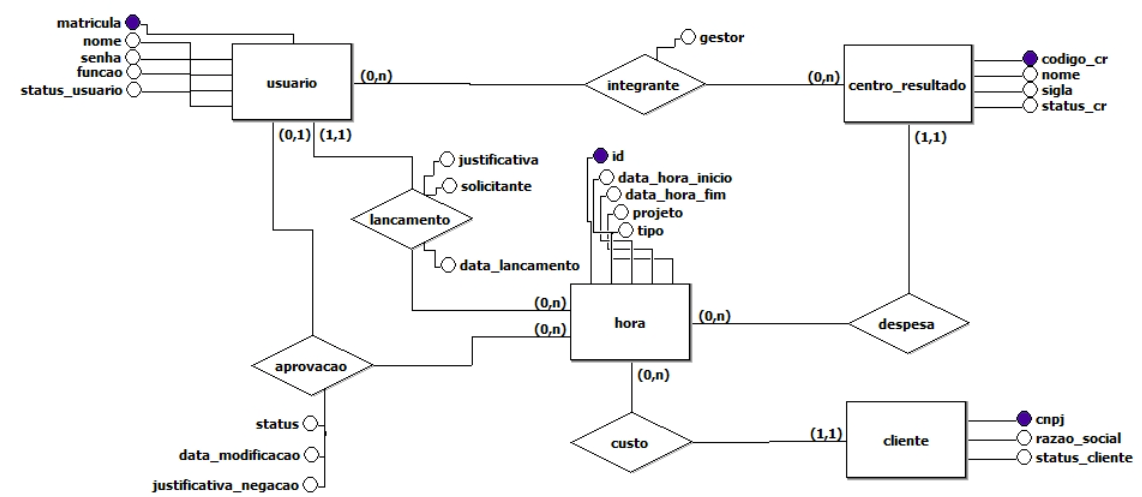 matricula
nome
senha
funcao
status_usuario
usuario
(0,n)
gestor
integrante
(0,n)
centro_resultado
codigo_cr
nome
sigla
status_cr
(0,1)
(1,1)
(1,1)
justificativa
solicitante
lancamento
data_lancamento
id
data_hora_inicio
data_hora_fim
projeto
tipo
(0,n)
(0,n)
hora
(0,n)
despesa
aprovacao
(0,n)
status
data_modificacao
justificativa_negacao
custo
(1,1)
cliente
cnpj
razao_social
status_cliente